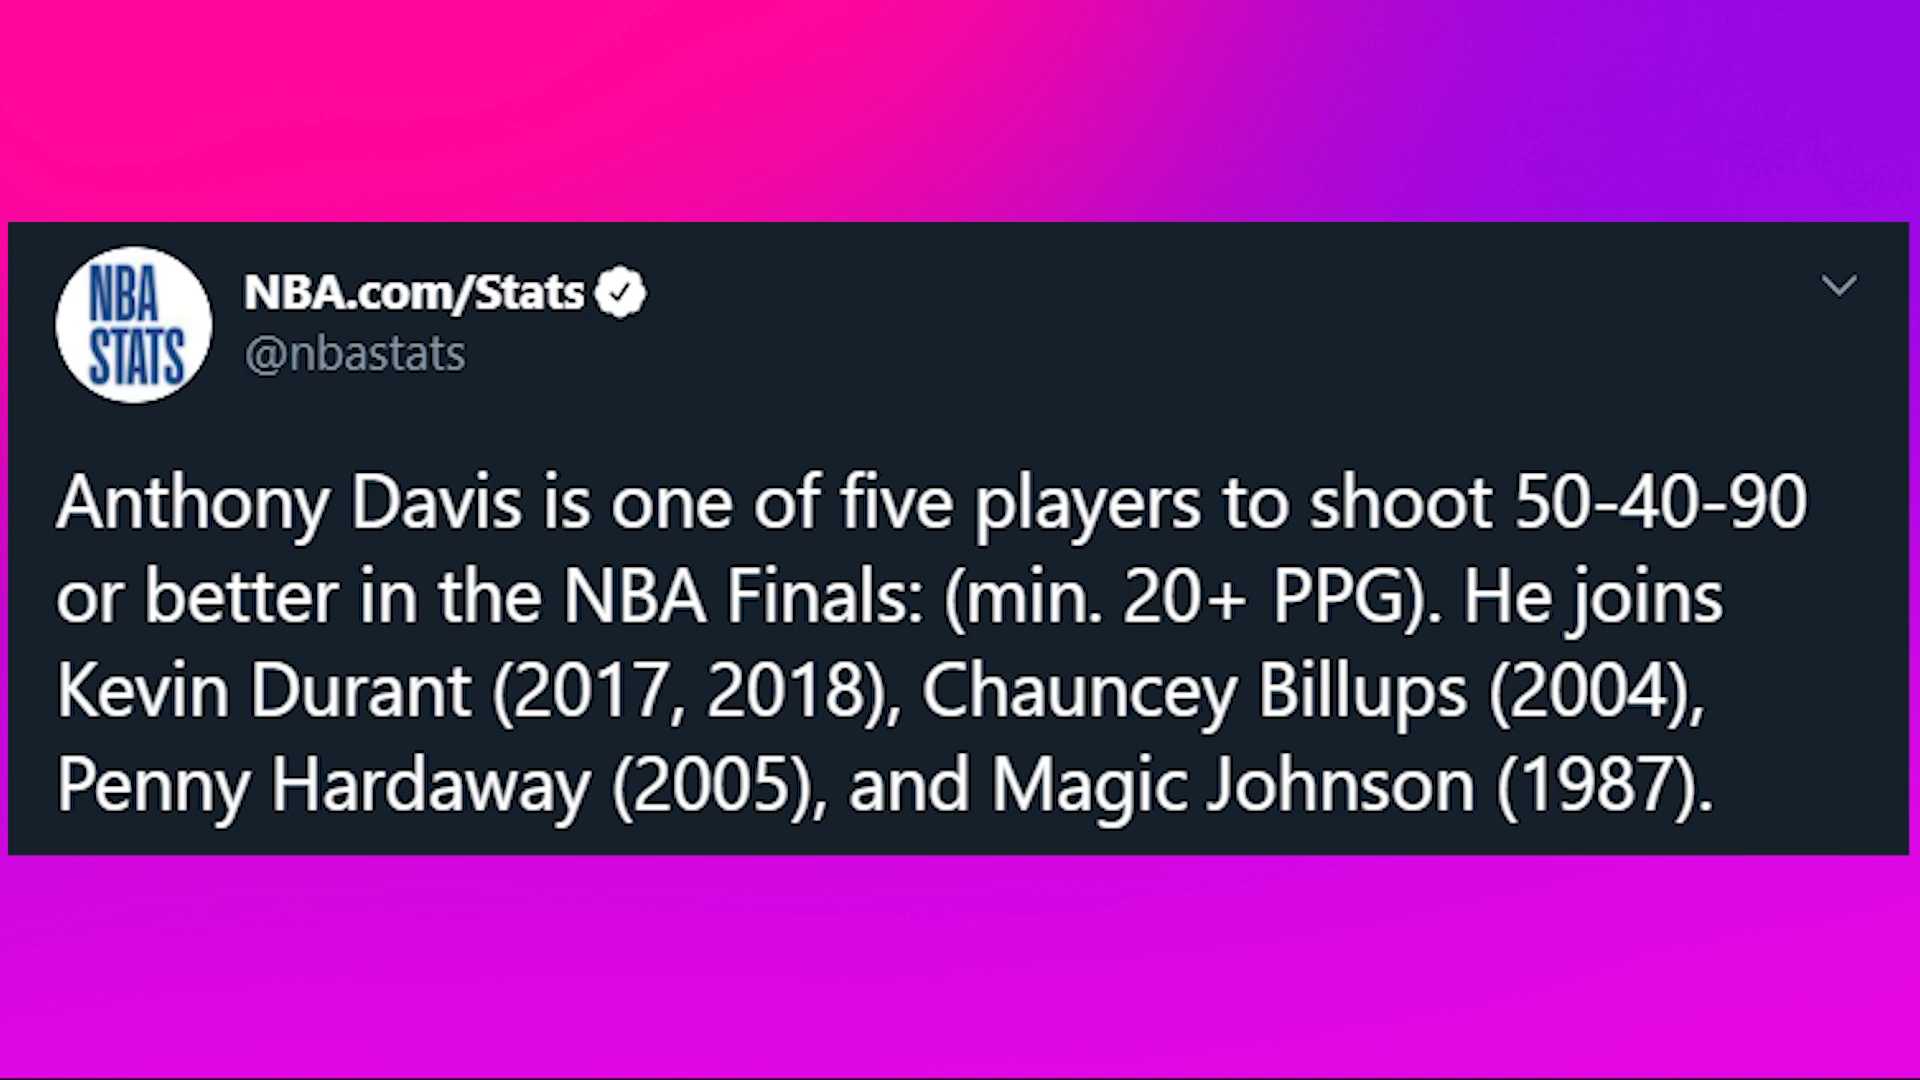 NBA
STATS
NBA.com/Stats
@nbastats
Anthony Davis is one of five players to shoot 50-40-90
or better in the NBA Finals: (min. 20+ PPG). He joins
Kevin Durant (2017, 2018), Chauncey Billups (2004),
Penny Hardaway (2005), and Magic Johnson (1987).